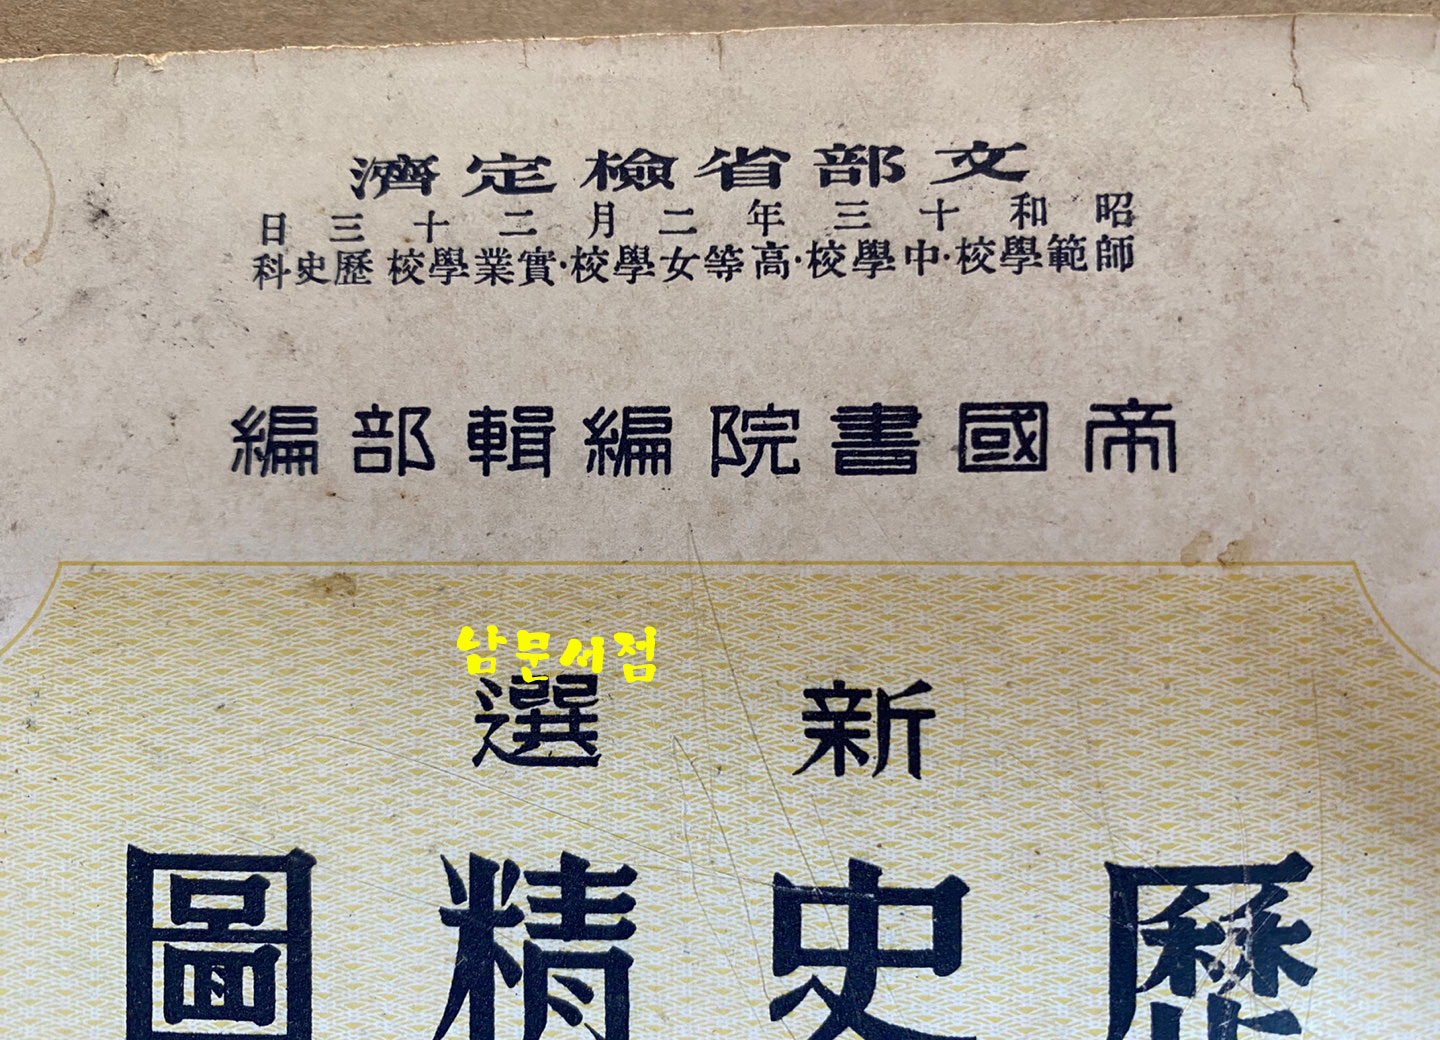 文部省檢定濟
昭和十三年二月二十三日
師範學校·中學校·高等女學校·實業學校 歷史科
帝國書院編輯部編
남문서점
新選
歷史精圖